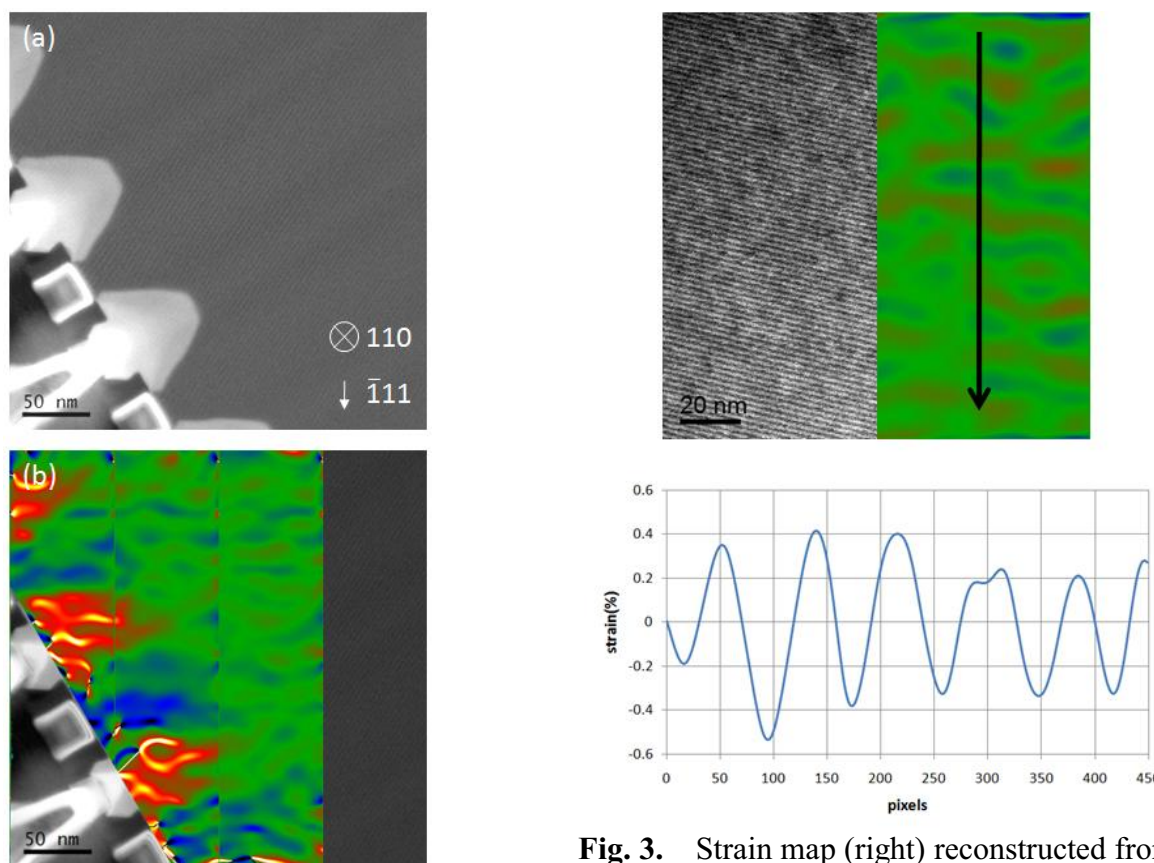 (a)
⊗ 110
↓ 1̅11
50 nm
(b)
50 nm
20 nm
0.6
0.4
0.2
0
-0.2
-0.4
-0.6
strain(%)
0 50 100 150 200 250 300 350 400 450
pixels
Fig. 3. Strain map (right) reconstructed fro